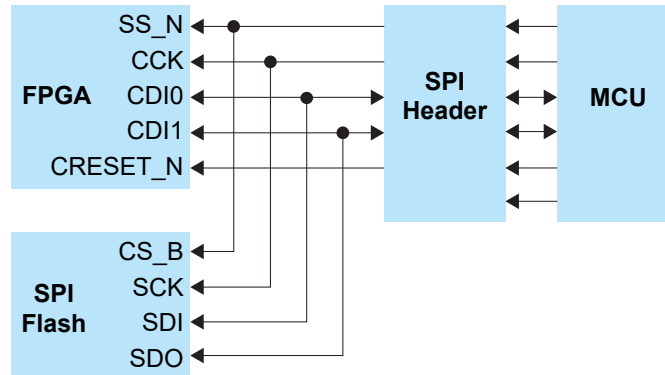 SS_N
CCK
FPGA
CDI0
CDI1
CRESET_N
SPI
Header
MCU
CS_B
SCK
SPI
Flash
SDI
SDO